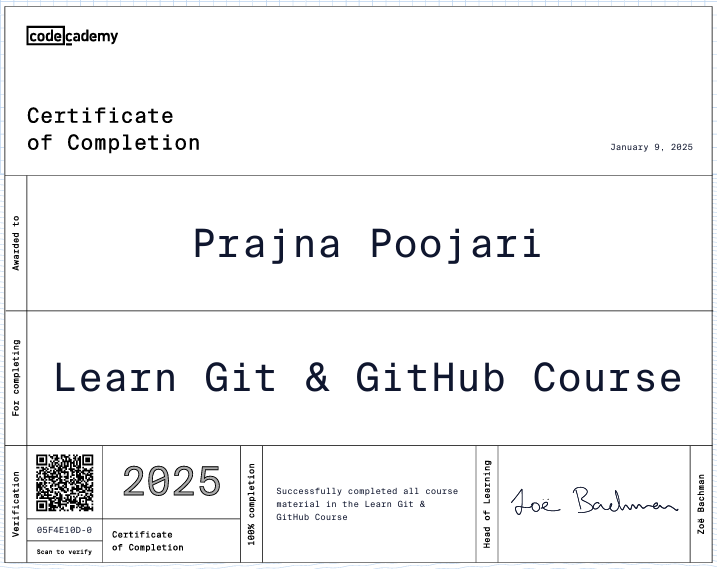 codecademy
Certificate
of Completion
January 9, 2025
Awarded to
Prajna Poojari
For completing
Learn Git & GitHub Course
Verification
05F4E10D-0
Scan to verify
2025
Certificate
of Completion
100% completion
Successfully completed all course
material in the Learn Git &
GitHub Course
Head of Learning
Zoë Bachman
Zoë Bachman